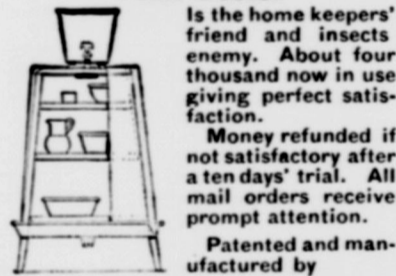 Is the home keepers'
friend and insects
enemy. About four
thousand now in use
giving perfect satis-
faction.
Money refunded if
not satisfactory after
a ten days' trial. All
mail orders receive
prompt attention.
Patented and man-
ufactured by